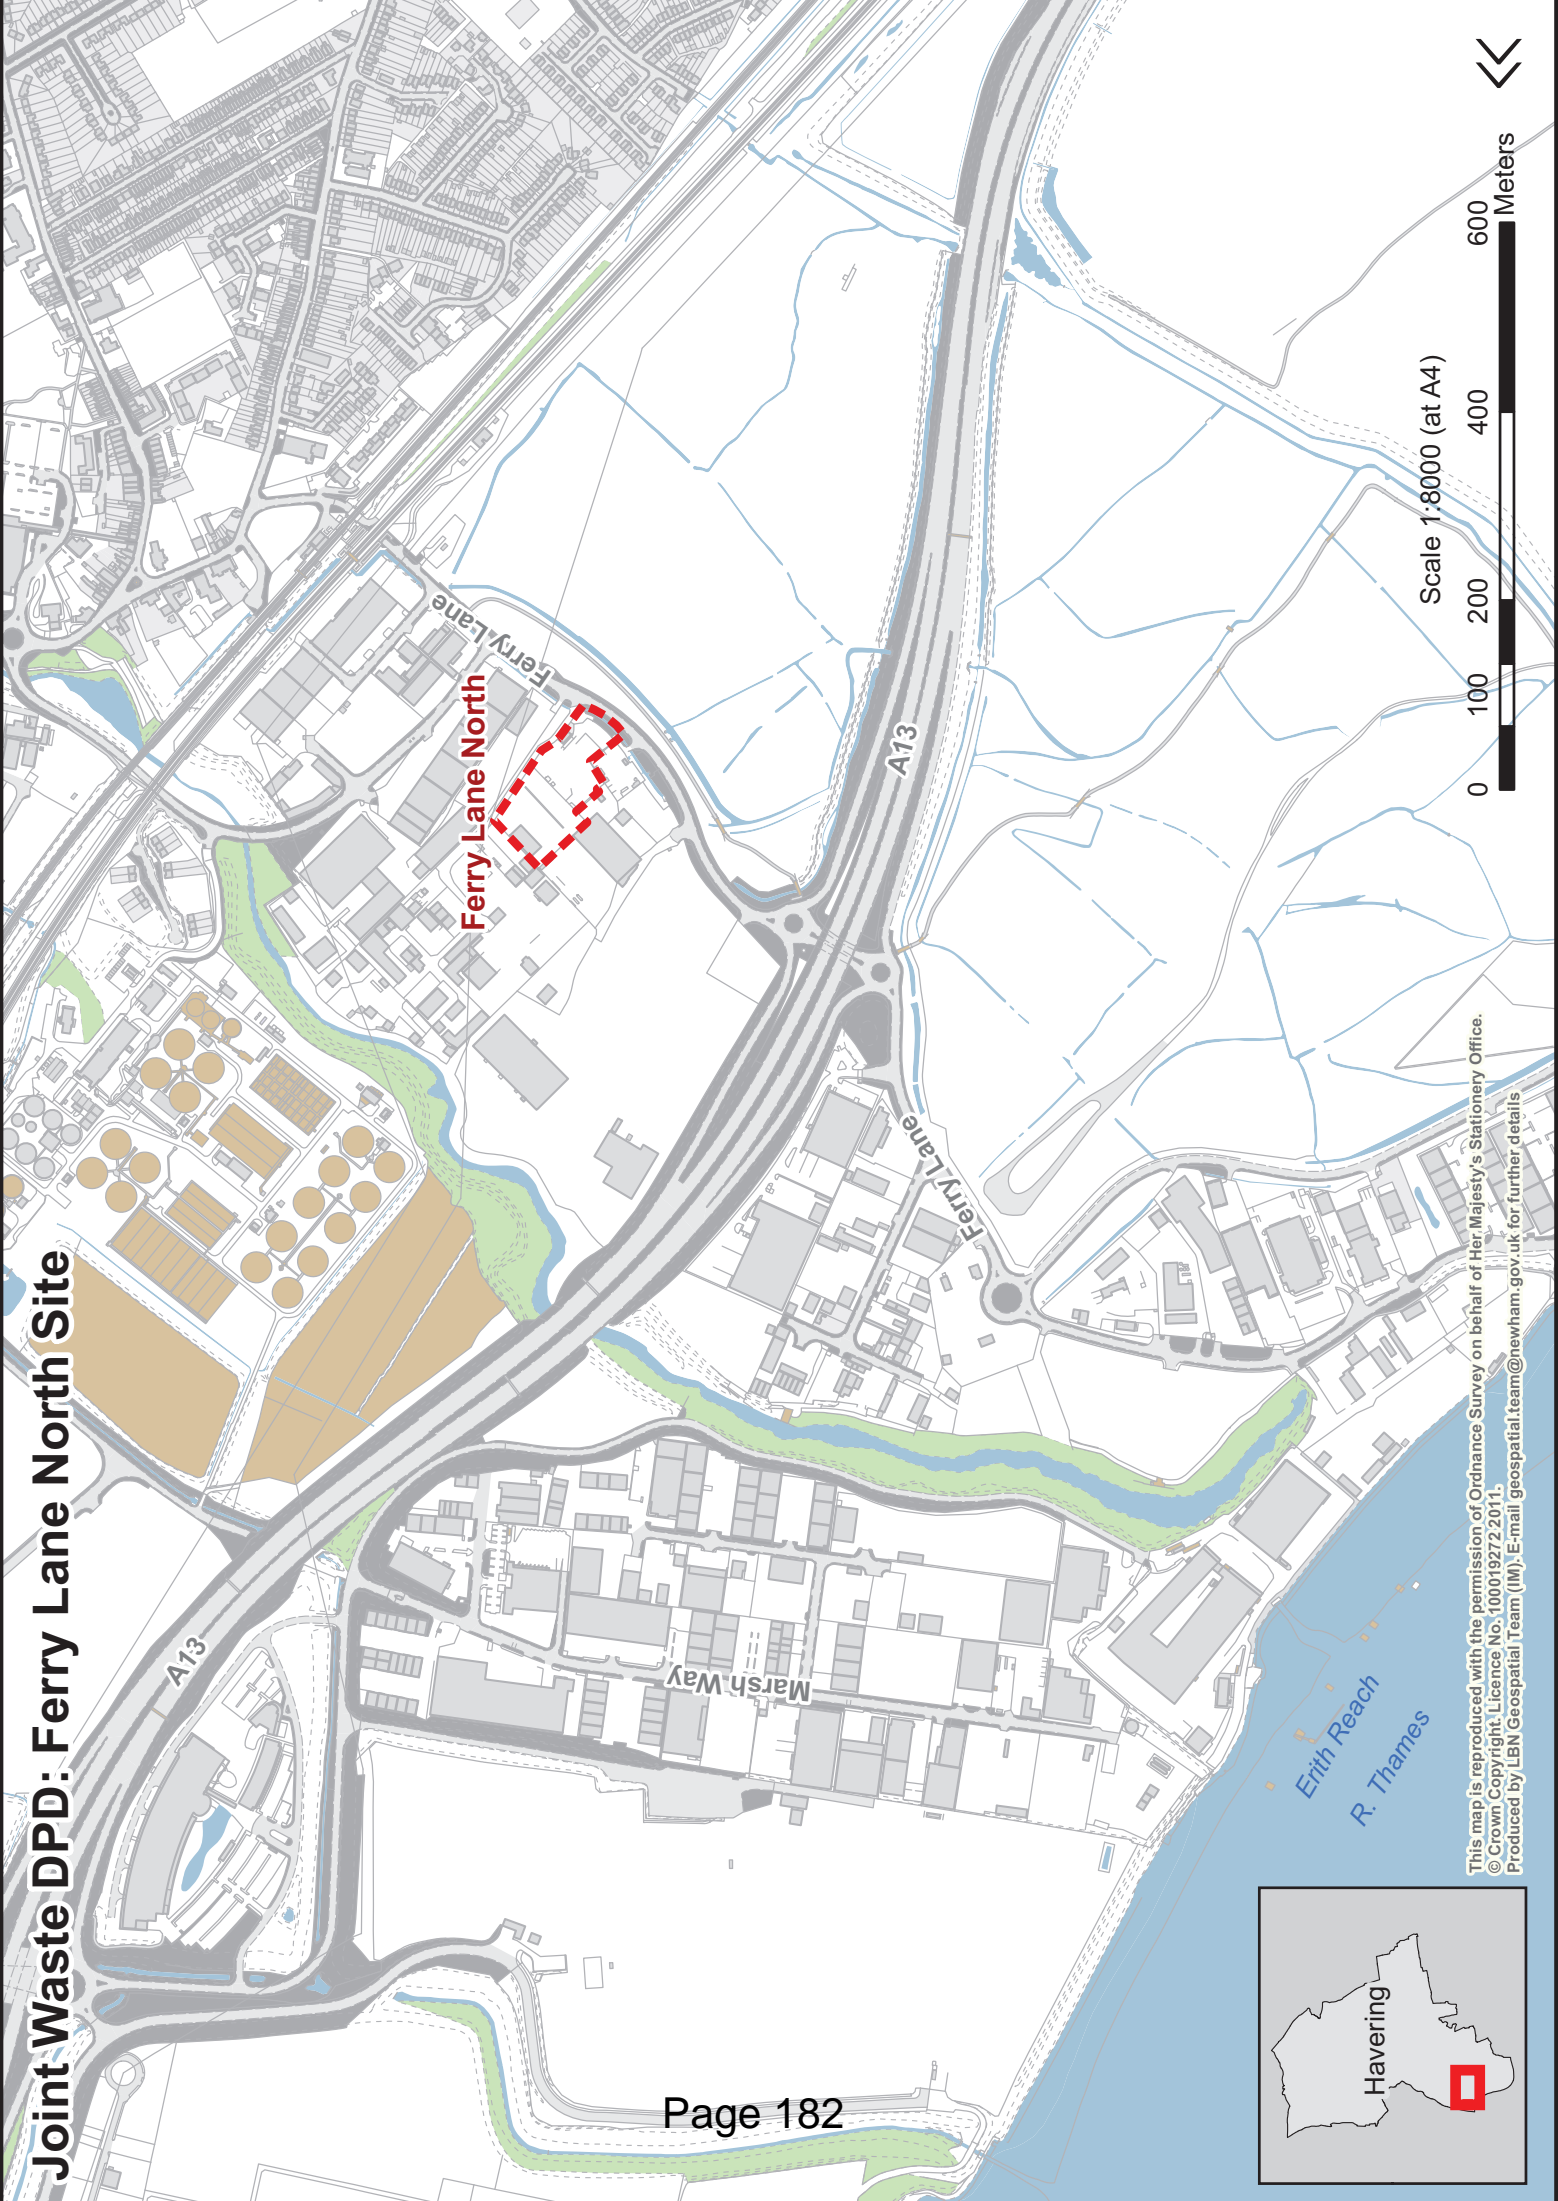 Joint Waste DPD: Ferry Lane North Site
A13
Ferry Lane
Ferry Lane North
A13
Ferry Lane
Marsh Way
Erith Reach
R. Thames
Havering
Scale 1:8000 (at A4)
0 100 200 400 600
Meters
This map is reproduced with the permission of Ordnance Survey on behalf of Her Majesty's Stationery Office.
© Crown Copyright. Licence No. 100019272 2011.
Produced by LBN Geospatial Team (IM). E-mail geospatial.team@newham.gov.uk for further details
Page 182